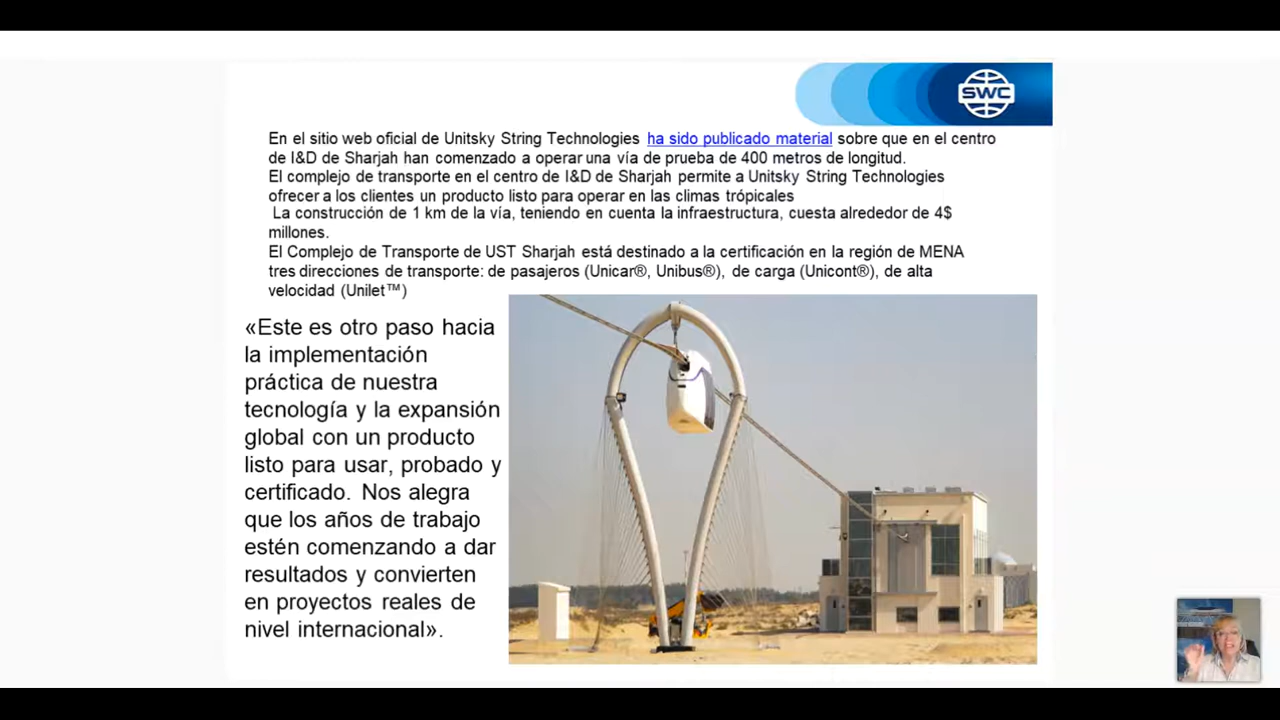 SWC
En el sitio web oficial de Unitsky String Technologies ha sido publicado material sobre que en el centro
de I&D de Sharjah han comenzado a operar una vía de prueba de 400 metros de longitud.
El complejo de transporte en el centro de I&D de Sharjah permite a Unitsky String Technologies
ofrecer a los clientes un producto listo para operar en las climas trópicales
La construcción de 1 km de la vía, teniendo en cuenta la infraestructura, cuesta alrededor de 4$
millones.
El Complejo de Transporte de UST Sharjah está destinado a la certificación en la región de MENA
tres direcciones de transporte: de pasajeros (Unicar®, Unibus®), de carga (Unicont®), de alta
velocidad (Unilet™)
«Este es otro paso hacia
la implementación
práctica de nuestra
tecnología y la expansión
global con un producto
listo para usar, probado y
certificado. Nos alegra
que los años de trabajo
estén comenzando a dar
resultados y convierten
en proyectos reales de
nivel internacional».